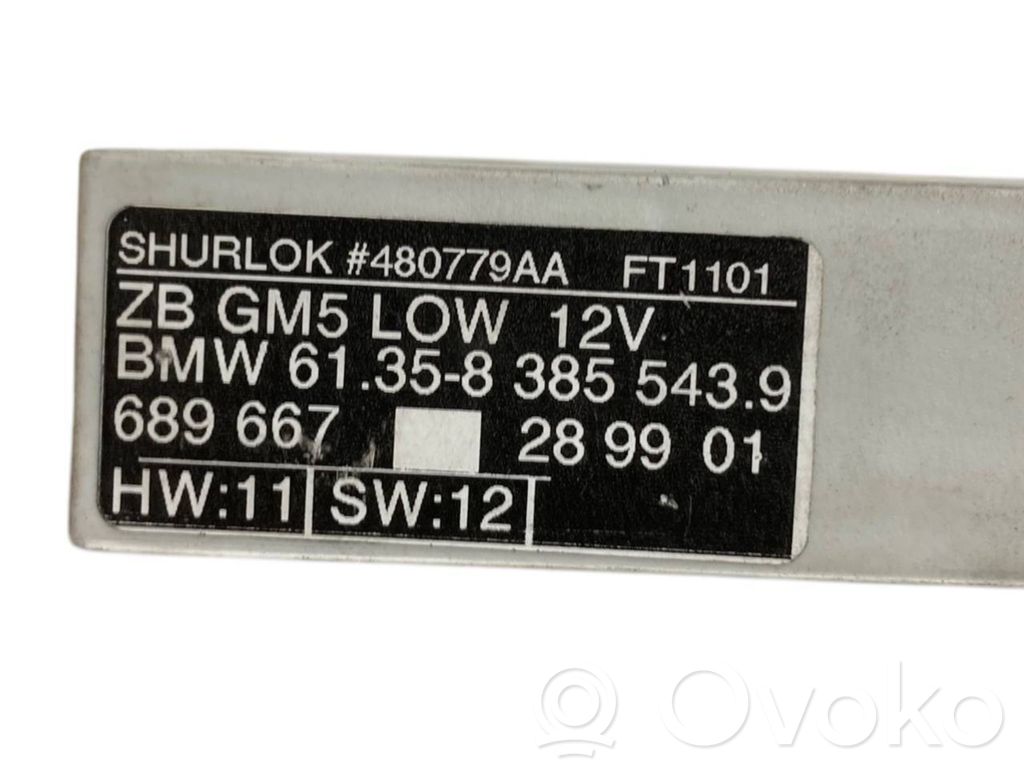 SHURLOK #480779AA FT1101
ZB GM5 LOW 12V
BMW 61.35-8 385 543.9
689 667 28 99 01
HW:11 SW:12
Ovoko